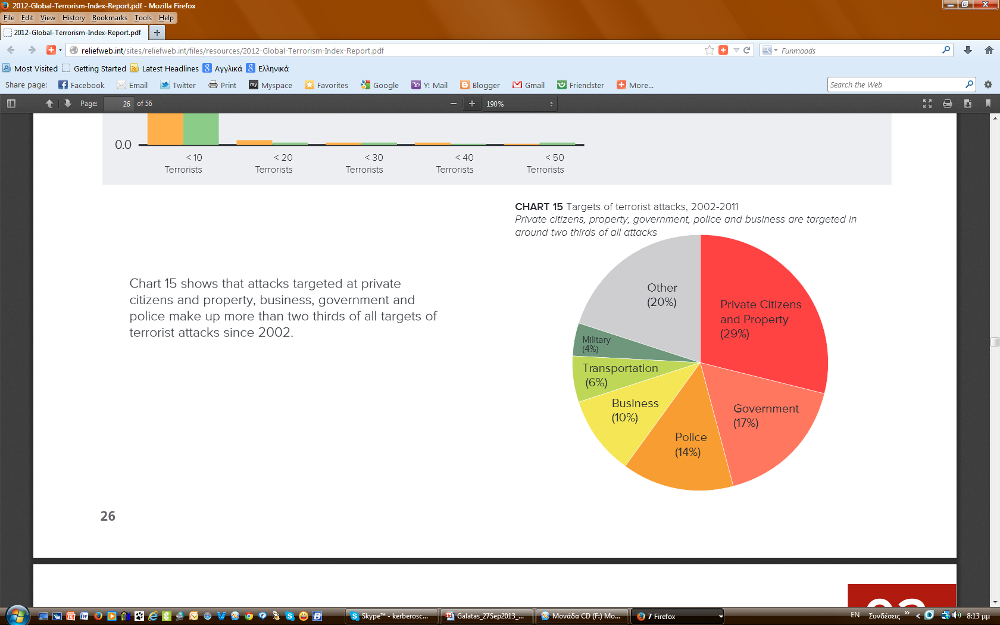 2012-Global-Terrorism-Index-Report.pdf - Mozilla Firefox
File Edit View History Bookmarks Tools Help
2012-Global-Terrorism-Index-Report.pdf
reliefweb.int/sites/reliefweb.int/files/resources/2012-Global-Terrorism-Index-Report.pdf
Funmoods
Most Visited Getting Started Latest Headlines Αγγλικά Ελληνικά
Share page: Facebook Email Twitter Print Myspace Favorites Google Y! Mail Blogger Gmail Friendster More...
Search the Web
Page: 26 of 56
190%
0.0
< 10
Terrorists
< 20
Terrorists
< 30
Terrorists
< 40
Terrorists
< 50
Terrorists
CHART 15 Targets of terrorist attacks, 2002-2011
Private citizens, property, government, police and business are targeted in
around two thirds of all attacks
Chart 15 shows that attacks targeted at private
citizens and property, business, government and
police make up more than two thirds of all targets of
terrorist attacks since 2002.
Other
(20%)
Private Citizens
and Property
(29%)
Military
(4%)
Transportation
(6%)
Business
(10%)
Government
(17%)
Police
(14%)
26
Skype™ - kerberosc...
Galatas_27Sep2013_...
Μονάδα CD (F:) Mo...
7 Firefox
EN
Συνδέσεις
8:13 μμ